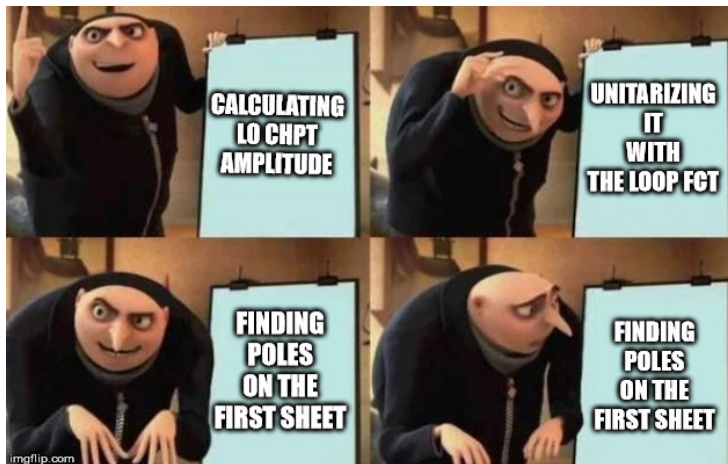 CALCULATING
LO CHPT
AMPLITUDE
UNITARIZING
IT
WITH
THE LOOP FCT
FINDING
POLES
ON THE
FIRST SHEET
FINDING
POLES
ON THE
FIRST SHEET
imgflip.com